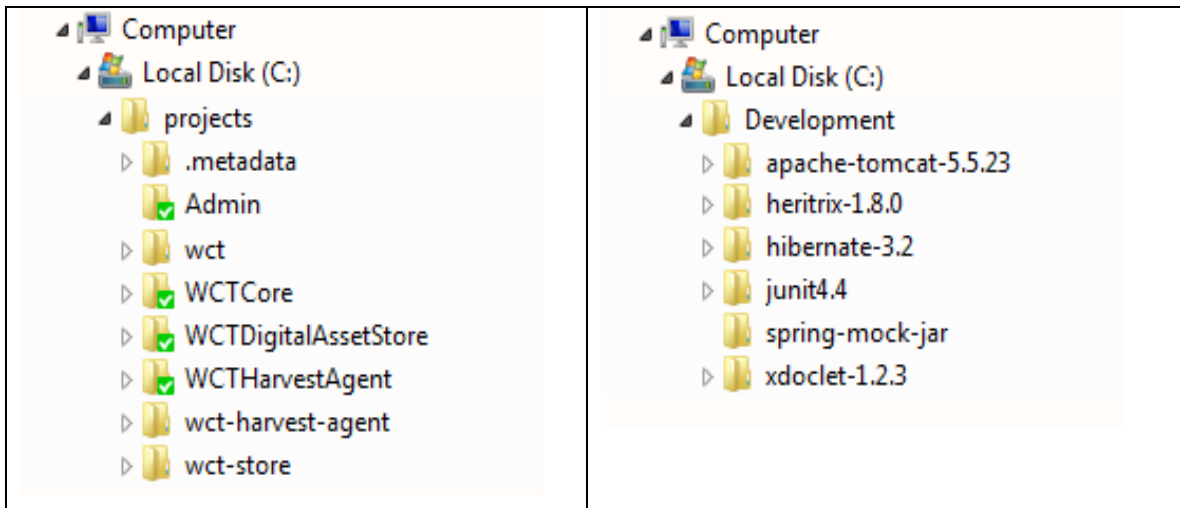 Computer
Local Disk (C:)
projects
.metadata
Admin
wct
WCTCore
WCTDigitalAssetStore
WCTHarvestAgent
wct-harvest-agent
wct-store
Computer
Local Disk (C:)
Development
apache-tomcat-5.5.23
heritrix-1.8.0
hibernate-3.2
junit4.4
spring-mock-jar
xdoclet-1.2.3